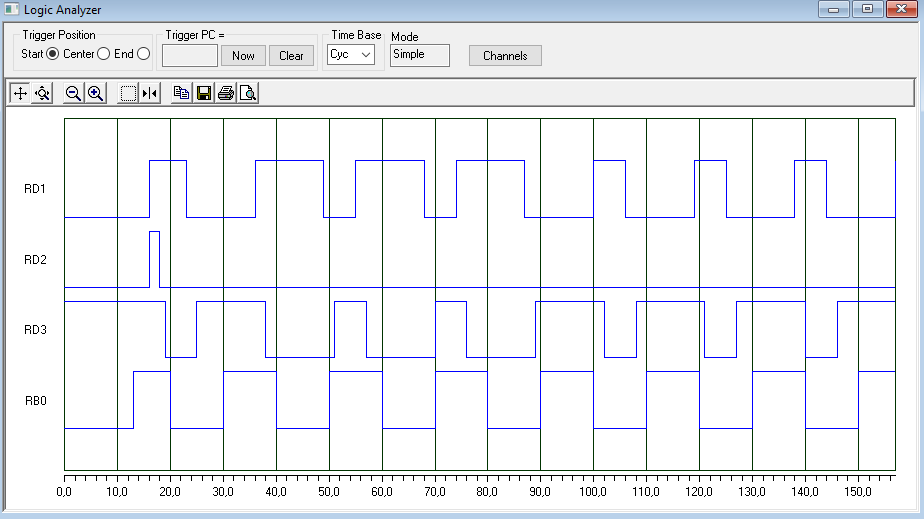 Logic Analyzer
Trigger Position
Start Center End
Trigger PC =
Now Clear
Time Base
Cyc
Mode
Simple
Channels
RD1
RD2
RD3
RB0
0,0 10,0 20,0 30,0 40,0 50,0 60,0 70,0 80,0 90,0 100,0 110,0 120,0 130,0 140,0 150,0